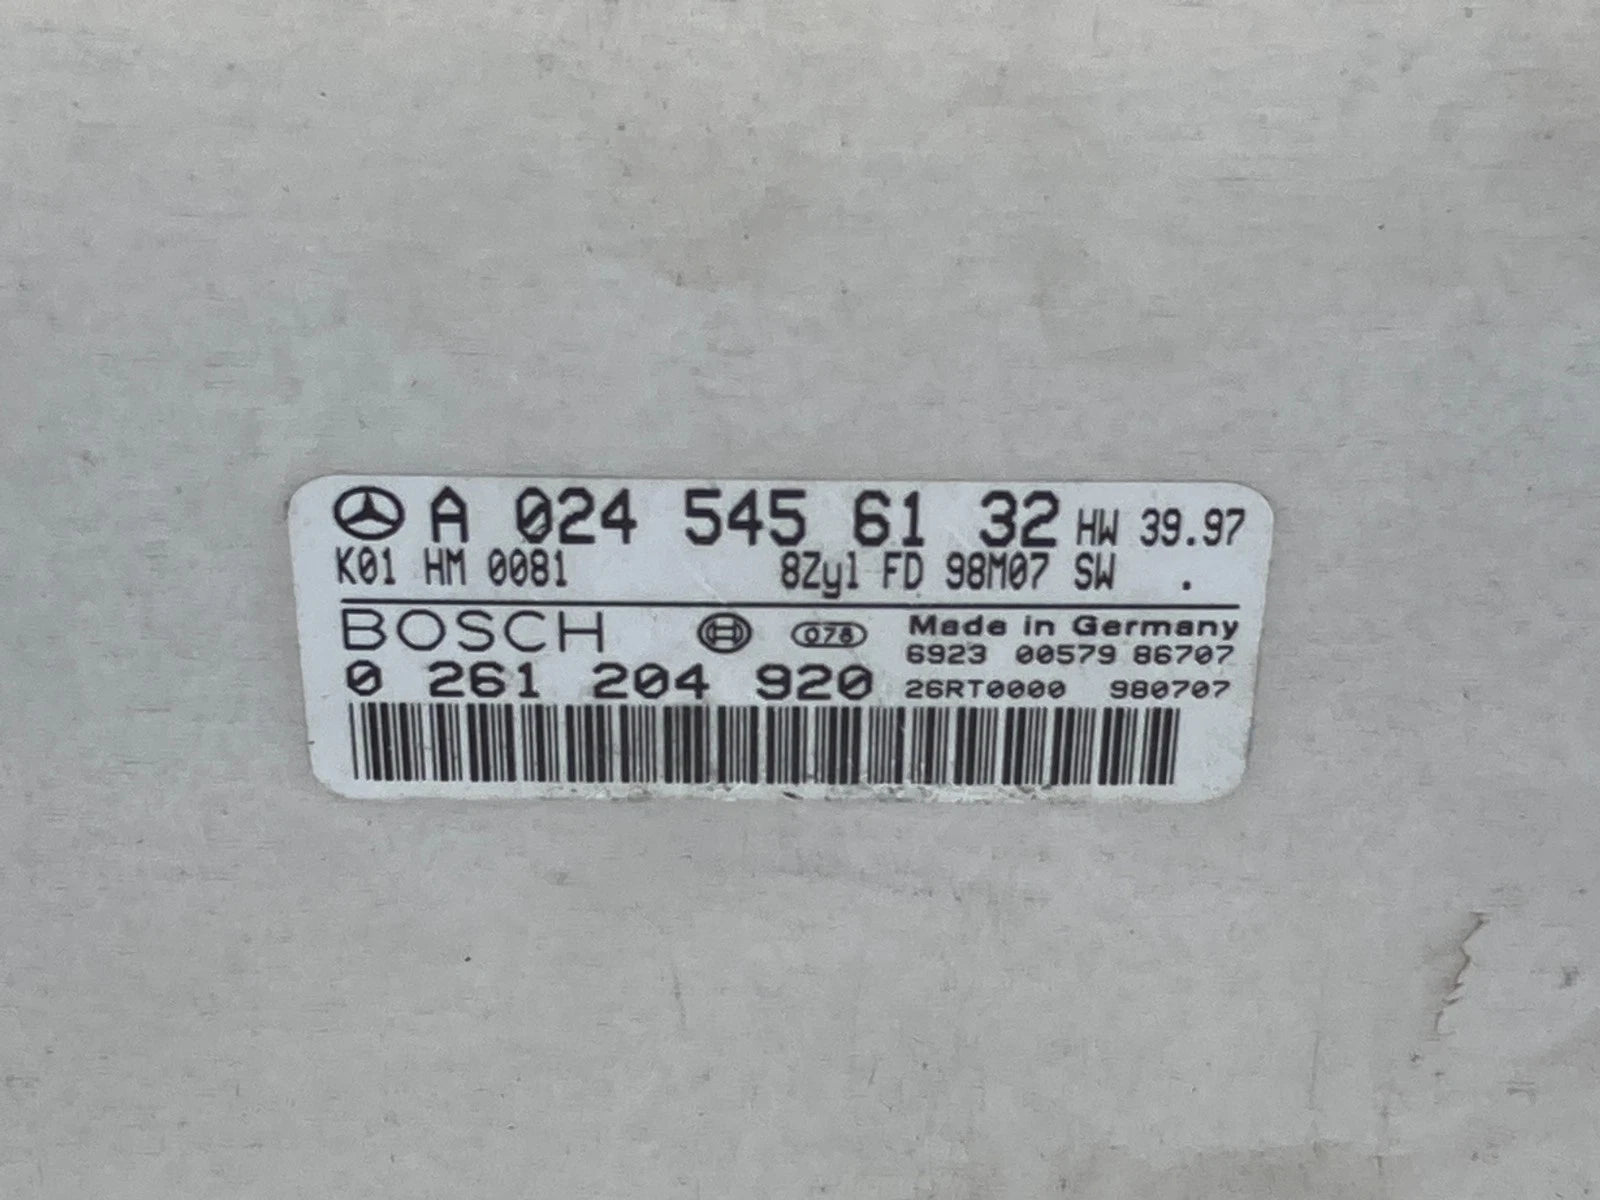 A 024 545 61 32 HW 39.97
K01 HM 0081 8Zyl FD 98M07 SW .
BOSCH 078 Made in Germany
6923 00579 86707
0 261 204 920 26RT0000 980707